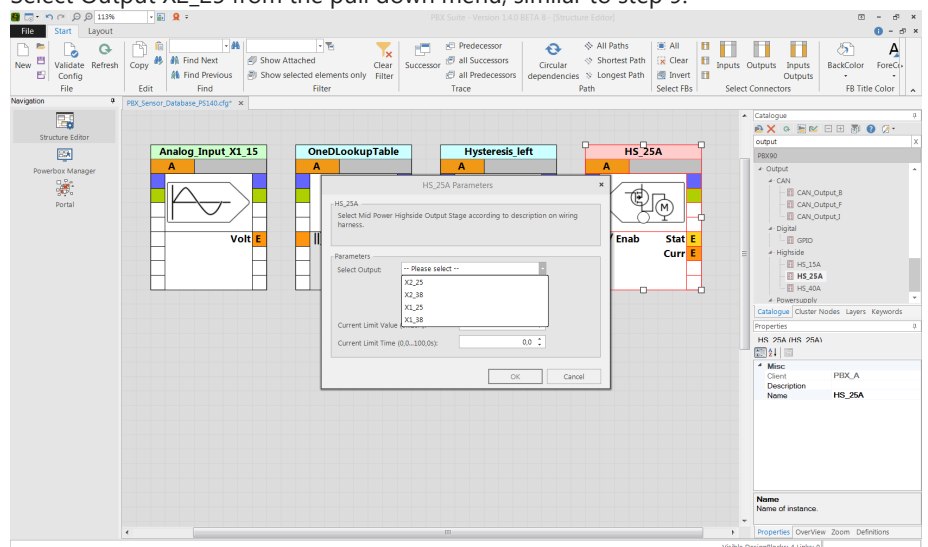 Select Output X2_25 from the pull down menu, similar to step 9.
113%
PBX Suite - Version 1.4.0 BETA 8 - [Structure Editor]
File Start Layout
New
Validate Config
Refresh
File
Copy
Edit
Find Next
Find Previous
Find
Show Attached
Show selected elements only
Clear Filter
Filter
Successor
Predecessor
all Successors
all Predecessors
Trace
Circular dependencies
All Paths
Shortest Path
Longest Path
Path
All
Clear
Invert
Select FBs
Inputs
Outputs
Inputs Outputs
Select Connectors
BackColor
FB Title Color
Navigation
PBX_Sensor_Database_PS140.cfg* x
Structure Editor
Powerbox Manager
Portal
Analog_Input_X1_15
A
Volt E
OneDLookupTable
A
Hysteresis_left
A
HS_25A
A
Enab
Stat E
Curr E
HS_25A Parameters
HS_25A
Select Mid Power Highside Output Stage according to description on wiring
harness.
Parameters
Select Output:
-- Please select --
X2_25
X2_38
X1_25
X1_38
Current Limit Value
Current Limit Time (0,0...100,0s):
0,0
OK
Cancel
Catalogue
output
X
PBX90
Output
CAN
CAN_Output_B
CAN_Output_F
CAN_Output_I
Digital
GPIO
Highside
HS_15A
HS_25A
HS_40A
Powersupply
Catalogue Cluster Nodes Layers Keywords
Properties
HS_25A (HS_25A)
Misc
Client PBX_A
Description
Name HS_25A
Name
Name of instance.
Properties OverView Zoom Definitions
Visible DesignBlocks: 4 Links: 0